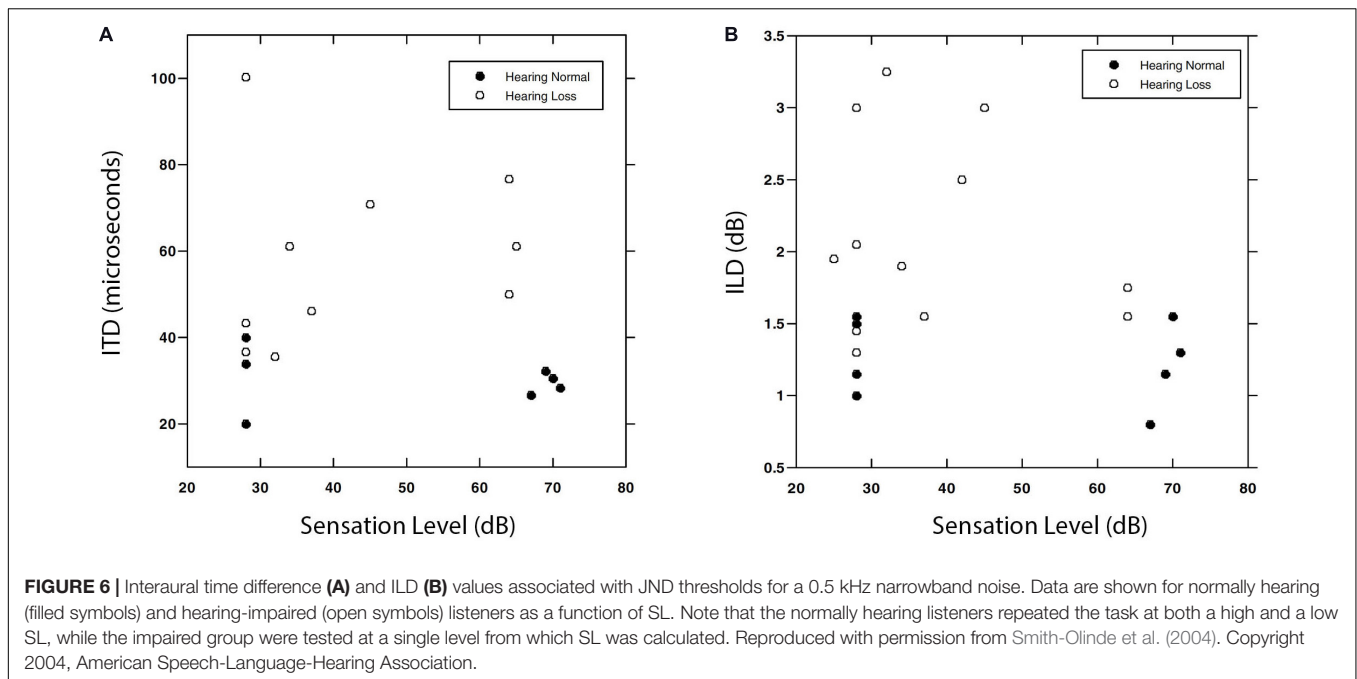 A
B
Hearing Normal
Hearing Loss
100
80
60
40
20
ITD (microseconds)
20 30 40 50 60 70 80
Sensation Level (dB)
3.5
Hearing Normal
Hearing Loss
3
2.5
2
1.5
1
0.5
ILD (dB)
20 30 40 50 60 70 80
Sensation Level (dB)
FIGURE 6 | Interaural time difference (A) and ILD (B) values associated with JND thresholds for a 0.5 kHz narrowband noise. Data are shown for normally hearing
(filled symbols) and hearing-impaired (open symbols) listeners as a function of SL. Note that the normally hearing listeners repeated the task at both a high and a low
SL, while the impaired group were tested at a single level from which SL was calculated. Reproduced with permission from Smith-Olinde et al. (2004). Copyright
2004, American Speech-Language-Hearing Association.